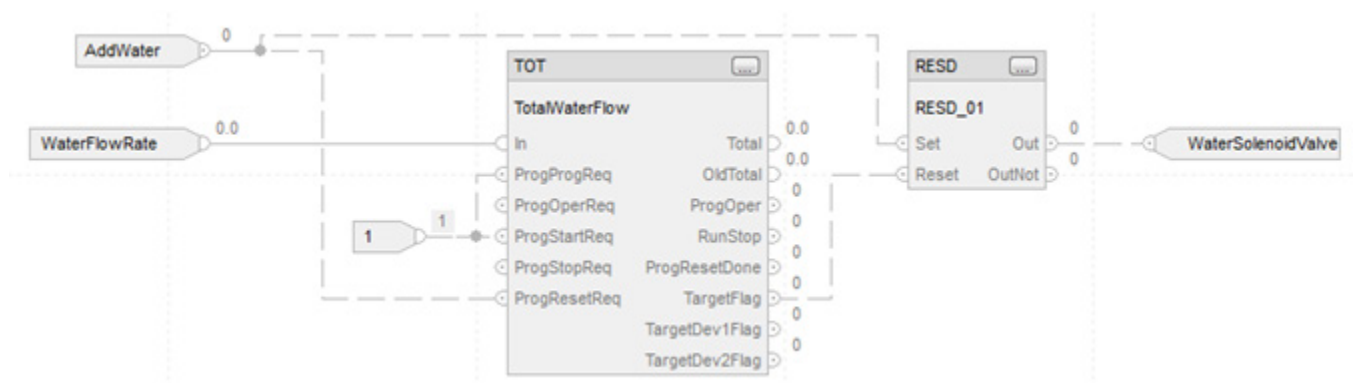 AddWater
0
WaterFlowRate
0.0
1
1
TOT
...
TotalWaterFlow
In
ProgProgReq
ProgOperReq
ProgStartReq
ProgStopReq
ProgResetReq
Total
OldTotal
ProgOper
RunStop
ProgResetDone
TargetFlag
TargetDev1Flag
TargetDev2Flag
0.0
0.0
0
0
0
0
0
0
RESD
...
RESD_01
Set
Reset
Out
OutNot
0
0
WaterSolenoidValve